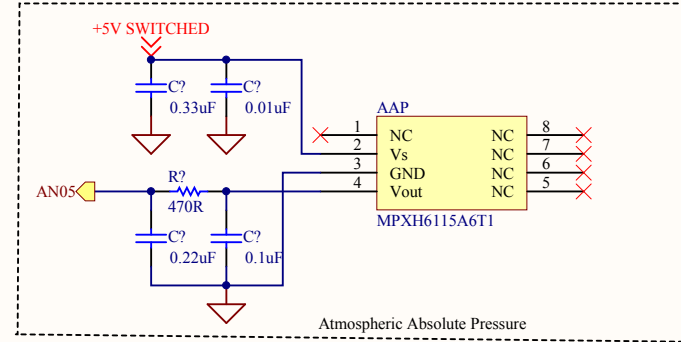 +5V SWITCHED
C?
0.33uF
C?
0.01uF
AAP
1 NC NC 8
2 Vs NC 7
3 GND NC 6
4 Vout NC 5
MPXH6115A6T1
AN05
R?
470R
C?
0.22uF
C?
0.1uF
Atmospheric Absolute Pressure